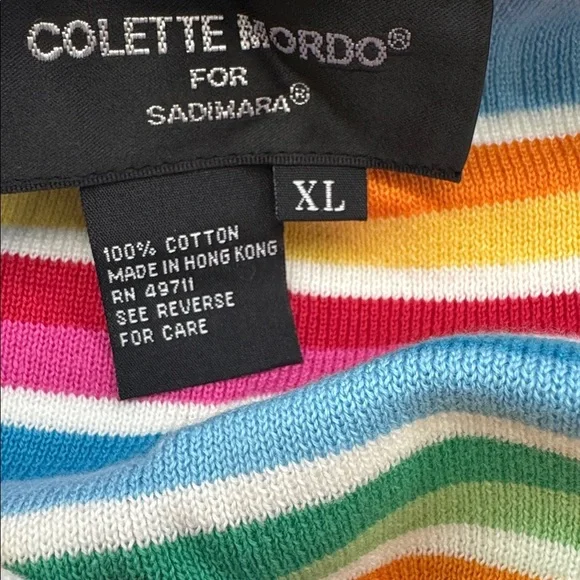 COLETTE MORDO®
FOR
SADIMARA®
XL
100% COTTON
MADE IN HONG KONG
RN 49711
SEE REVERSE
FOR CARE